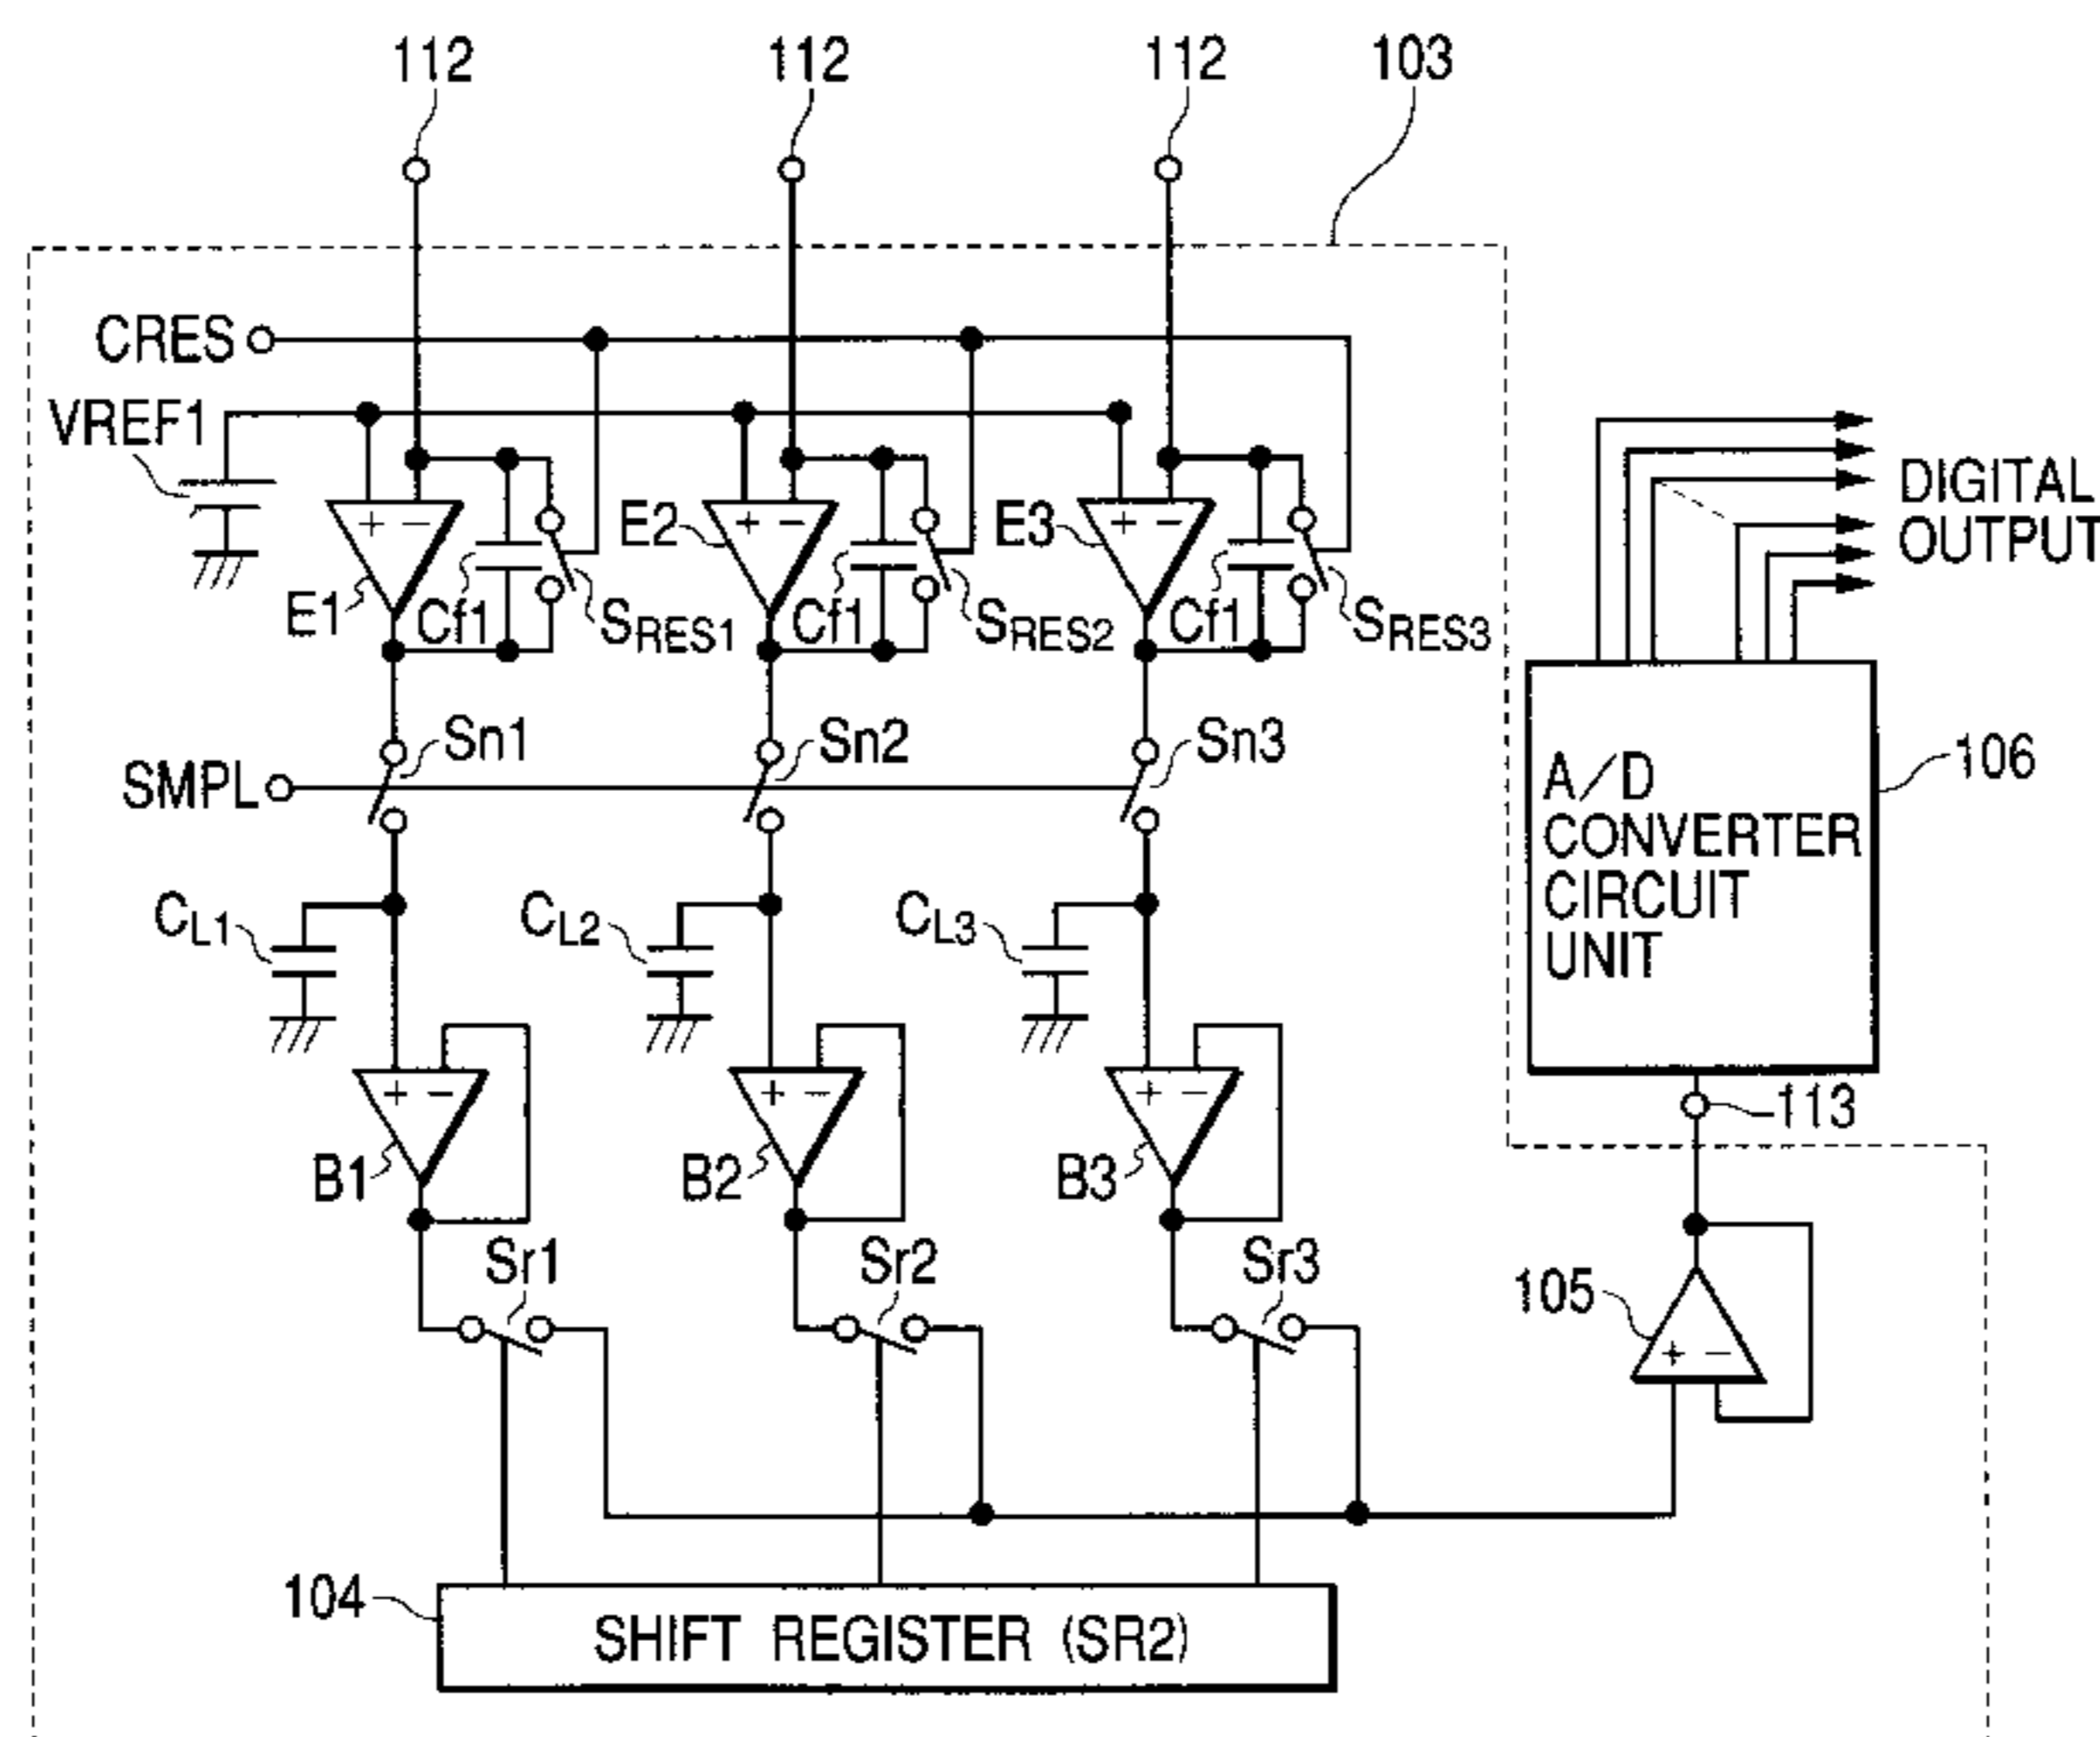 112 112 112 103
CRES
VREF1
DIGITAL
OUTPUT
+ − + − + −
E1 E2 E3
Cf1 Cf1 Cf1
SRES1 SRES2 SRES3
Sn1 Sn2 Sn3
SMPL
A/D
CONVERTER
CIRCUIT
UNIT
106
CL1 CL2 CL3
+ − + − + −
113
B1 B2 B3
Sr1 Sr2 Sr3
105
+ −
104
SHIFT REGISTER (SR2)